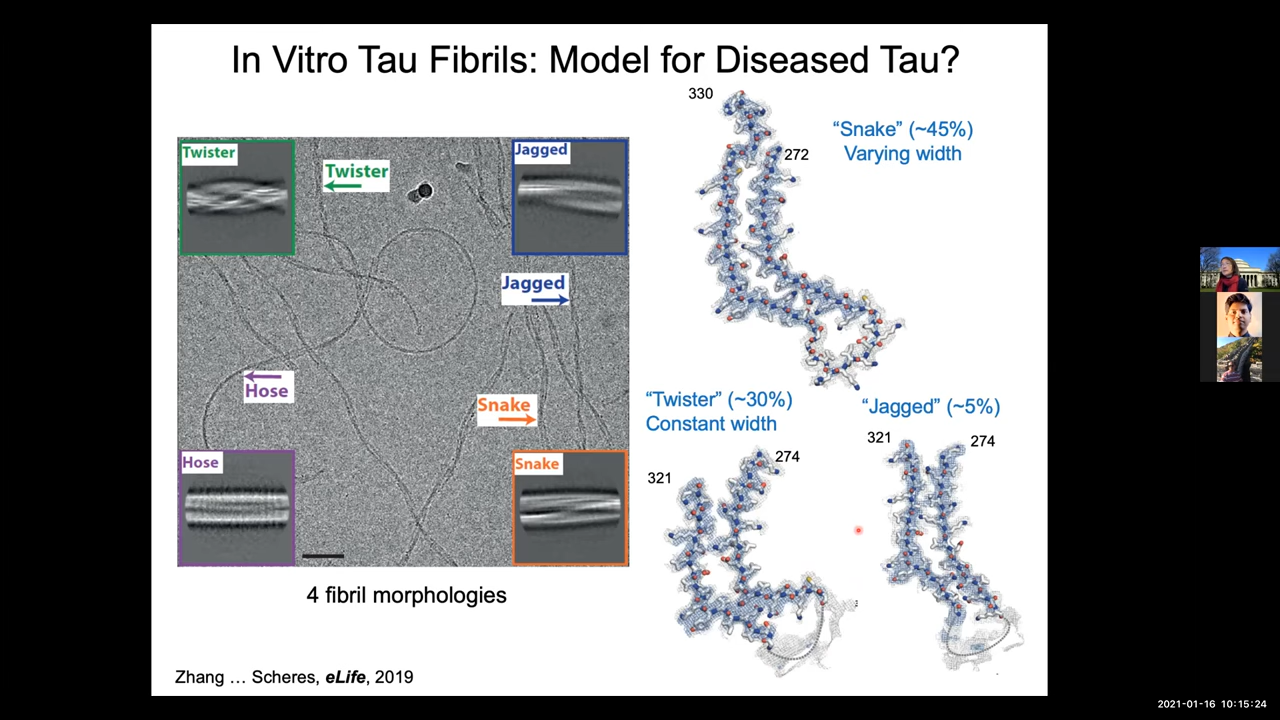 In Vitro Tau Fibrils: Model for Diseased Tau?
Twister
Twister
Jagged
Jagged
Hose
Snake
Hose
Snake
4 fibril morphologies
Zhang … Scheres, eLife, 2019
330
272
“Snake” (~45%)
Varying width
“Twister” (~30%)
Constant width
321
274
“Jagged” (~5%)
321
274
2021-01-16 10:15:24